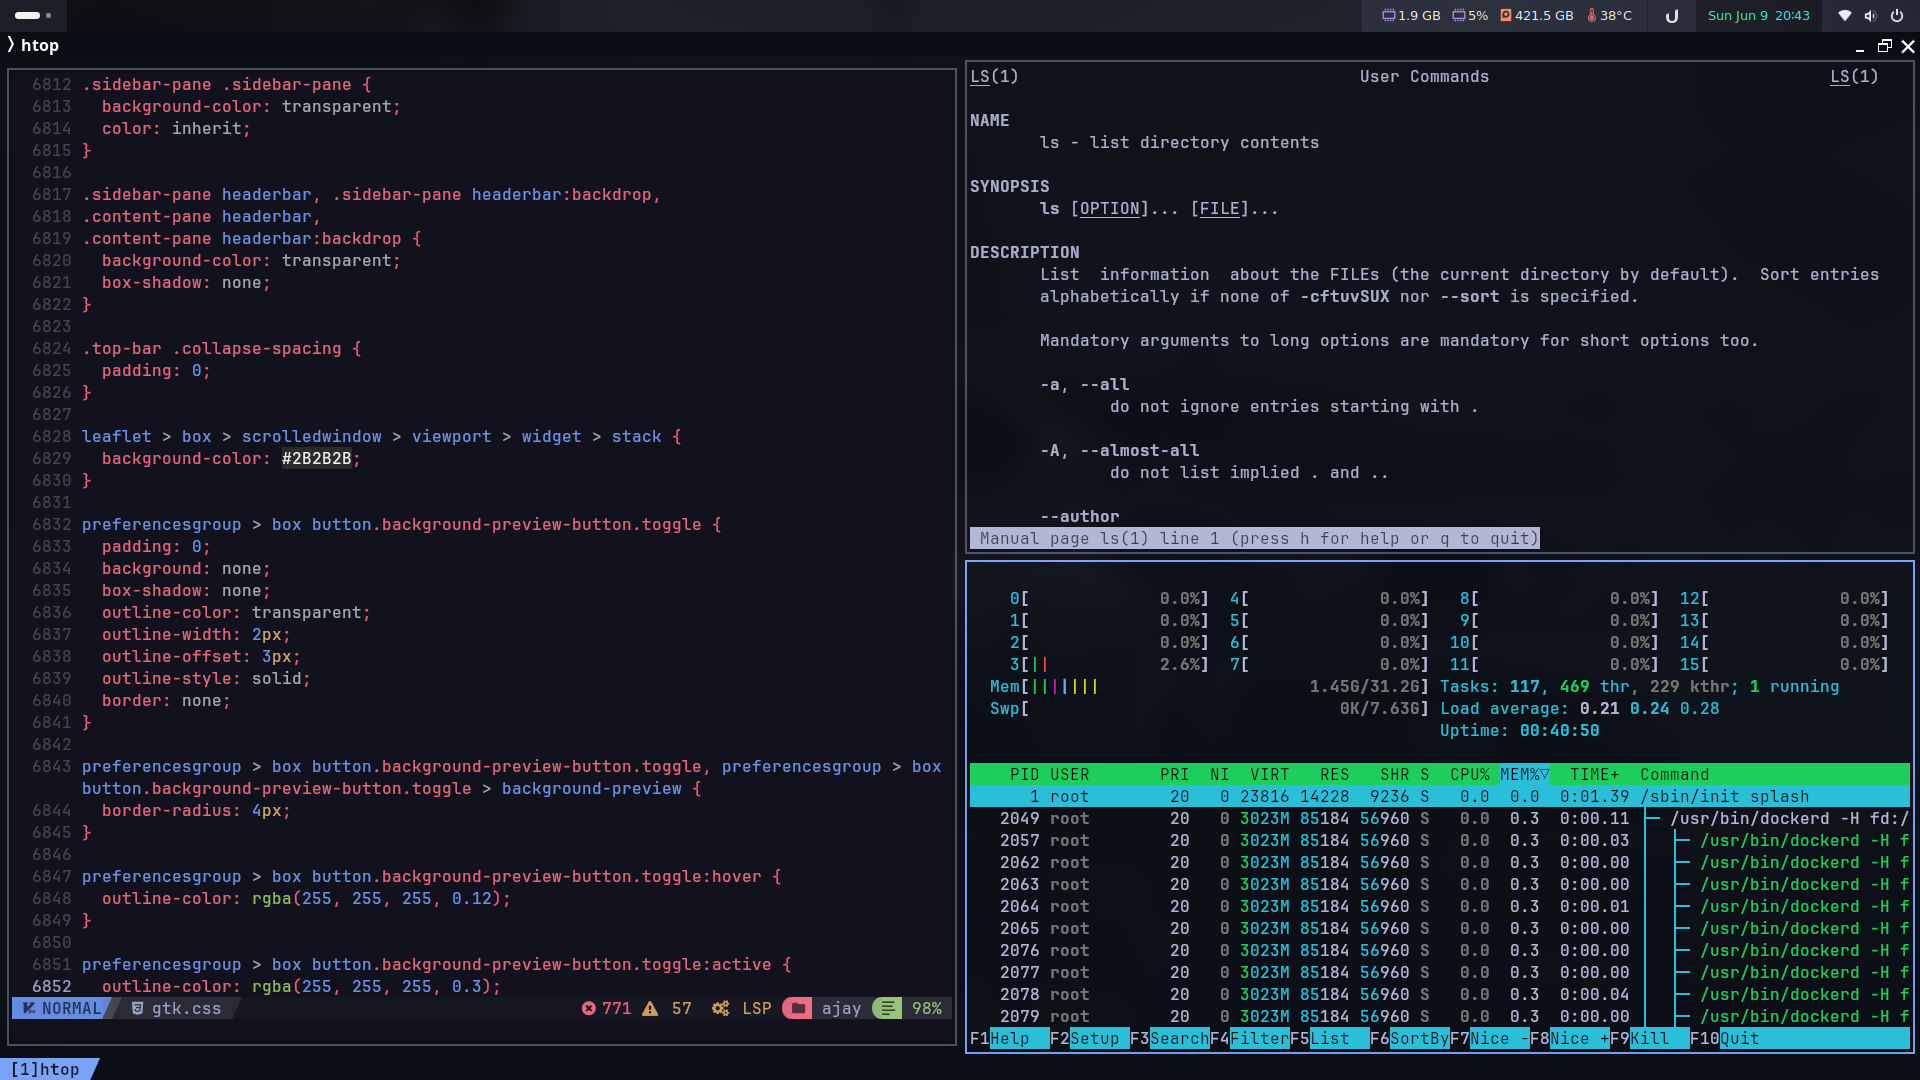 1.9 GB 5% 421.5 GB 38°C Sun Jun 9 20:43
htop
6812 .sidebar-pane .sidebar-pane {
6813 background-color: transparent;
6814 color: inherit;
6815 }
6816
6817 .sidebar-pane headerbar, .sidebar-pane headerbar:backdrop,
6818 .content-pane headerbar,
6819 .content-pane headerbar:backdrop {
6820 background-color: transparent;
6821 box-shadow: none;
6822 }
6823
6824 .top-bar .collapse-spacing {
6825 padding: 0;
6826 }
6827
6828 leaflet > box > scrolledwindow > viewport > widget > stack {
6829 background-color: #2B2B2B;
6830 }
6831
6832 preferencesgroup > box button.background-preview-button.toggle {
6833 padding: 0;
6834 background: none;
6835 box-shadow: none;
6836 outline-color: transparent;
6837 outline-width: 2px;
6838 outline-offset: 3px;
6839 outline-style: solid;
6840 border: none;
6841 }
6842
6843 preferencesgroup > box button.background-preview-button.toggle, preferencesgroup > box
button.background-preview-button.toggle > background-preview {
6844 border-radius: 4px;
6845 }
6846
6847 preferencesgroup > box button.background-preview-button.toggle:hover {
6848 outline-color: rgba(255, 255, 255, 0.12);
6849 }
6850
6851 preferencesgroup > box button.background-preview-button.toggle:active {
6852 outline-color: rgba(255, 255, 255, 0.3);
NORMAL gtk.css 771 57 LSP ajay 98%
LS(1) User Commands LS(1)
NAME
ls - list directory contents
SYNOPSIS
ls [OPTION]... [FILE]...
DESCRIPTION
List information about the FILEs (the current directory by default). Sort entries
alphabetically if none of -cftuvSUX nor --sort is specified.
Mandatory arguments to long options are mandatory for short options too.
-a, --all
do not ignore entries starting with .
-A, --almost-all
do not list implied . and ..
--author
Manual page ls(1) line 1 (press h for help or q to quit)
0[ 0.0%] 4[ 0.0%] 8[ 0.0%] 12[ 0.0%]
1[ 0.0%] 5[ 0.0%] 9[ 0.0%] 13[ 0.0%]
2[ 0.0%] 6[ 0.0%] 10[ 0.0%] 14[ 0.0%]
3[|| 2.6%] 7[ 0.0%] 11[ 0.0%] 15[ 0.0%]
Mem[||||||| 1.45G/31.2G] Tasks: 117, 469 thr, 229 kthr; 1 running
Swp[ 0K/7.63G] Load average: 0.21 0.24 0.28
Uptime: 00:40:50
PID USER PRI NI VIRT RES SHR S CPU% MEM%▽ TIME+ Command
1 root 20 0 23816 14228 9236 S 0.0 0.0 0:01.39 /sbin/init splash
2049 root 20 0 3023M 85184 56960 S 0.0 0.3 0:00.11 ├─ /usr/bin/dockerd -H fd:/
2057 root 20 0 3023M 85184 56960 S 0.0 0.3 0:00.03 │ ├─ /usr/bin/dockerd -H f
2062 root 20 0 3023M 85184 56960 S 0.0 0.3 0:00.00 │ ├─ /usr/bin/dockerd -H f
2063 root 20 0 3023M 85184 56960 S 0.0 0.3 0:00.00 │ ├─ /usr/bin/dockerd -H f
2064 root 20 0 3023M 85184 56960 S 0.0 0.3 0:00.01 │ ├─ /usr/bin/dockerd -H f
2065 root 20 0 3023M 85184 56960 S 0.0 0.3 0:00.00 │ ├─ /usr/bin/dockerd -H f
2076 root 20 0 3023M 85184 56960 S 0.0 0.3 0:00.00 │ ├─ /usr/bin/dockerd -H f
2077 root 20 0 3023M 85184 56960 S 0.0 0.3 0:00.00 │ ├─ /usr/bin/dockerd -H f
2078 root 20 0 3023M 85184 56960 S 0.0 0.3 0:00.04 │ ├─ /usr/bin/dockerd -H f
2079 root 20 0 3023M 85184 56960 S 0.0 0.3 0:00.00 │ ├─ /usr/bin/dockerd -H f
F1Help F2Setup F3SearchF4FilterF5List F6SortByF7Nice -F8Nice +F9Kill F10Quit
[1]htop